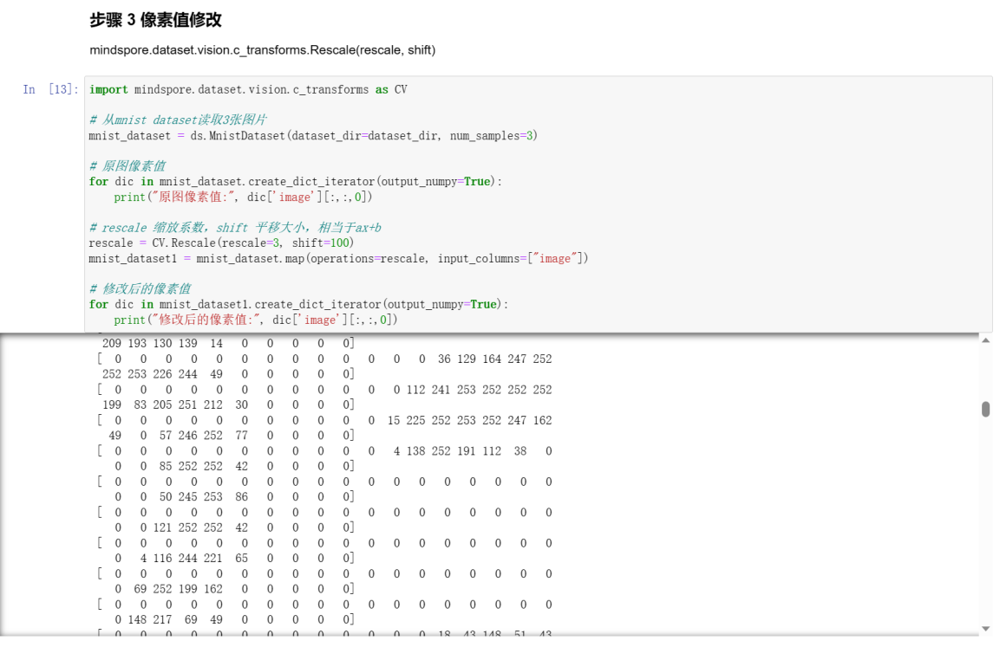 步骤 3 像素值修改
mindspore.dataset.vision.c_transforms.Rescale(rescale, shift)
In [13]: import mindspore.dataset.vision.c_transforms as CV
# 从mnist dataset读取3张图片
mnist_dataset = ds.MnistDataset(dataset_dir=dataset_dir, num_samples=3)
# 原图像素值
for dic in mnist_dataset.create_dict_iterator(output_numpy=True):
print("原图像素值:", dic['image'][:,:,0])
# rescale 缩放系数，shift 平移大小，相当于ax+b
rescale = CV.Rescale(rescale=3, shift=100)
mnist_dataset1 = mnist_dataset.map(operations=rescale, input_columns=["image"])
# 修改后的像素值
for dic in mnist_dataset1.create_dict_iterator(output_numpy=True):
print("修改后的像素值:", dic['image'][:,:,0])
209 193 130 139 14 0 0 0 0 0]
[ 0 0 0 0 0 0 0 0 0 0 0 0 0 36 129 164 247 252
252 253 226 244 49 0 0 0 0 0]
[ 0 0 0 0 0 0 0 0 0 0 0 0 112 241 253 252 252 252
199 83 205 251 212 30 0 0 0 0]
[ 0 0 0 0 0 0 0 0 0 0 0 15 225 252 253 252 247 162
49 0 57 246 252 77 0 0 0 0]
[ 0 0 0 0 0 0 0 0 0 0 0 4 138 252 191 112 38 0
0 0 85 252 252 42 0 0 0 0]
[ 0 0 0 0 0 0 0 0 0 0 0 0 0 0 0 0 0 0
0 0 50 245 253 86 0 0 0 0]
[ 0 0 0 0 0 0 0 0 0 0 0 0 0 0 0 0 0 0
0 0 121 252 252 42 0 0 0 0]
[ 0 0 0 0 0 0 0 0 0 0 0 0 0 0 0 0 0 0
0 4 116 244 221 65 0 0 0 0]
[ 0 0 0 0 0 0 0 0 0 0 0 0 0 0 0 0 0 0
0 69 252 199 162 0 0 0 0 0]
[ 0 0 0 0 0 0 0 0 0 0 0 0 0 0 0 0 0 0
0 148 217 69 49 0 0 0 0 0]
[ 0 0 0 0 0 0 0 0 0 0 0 0 0 18 43 148 51 43